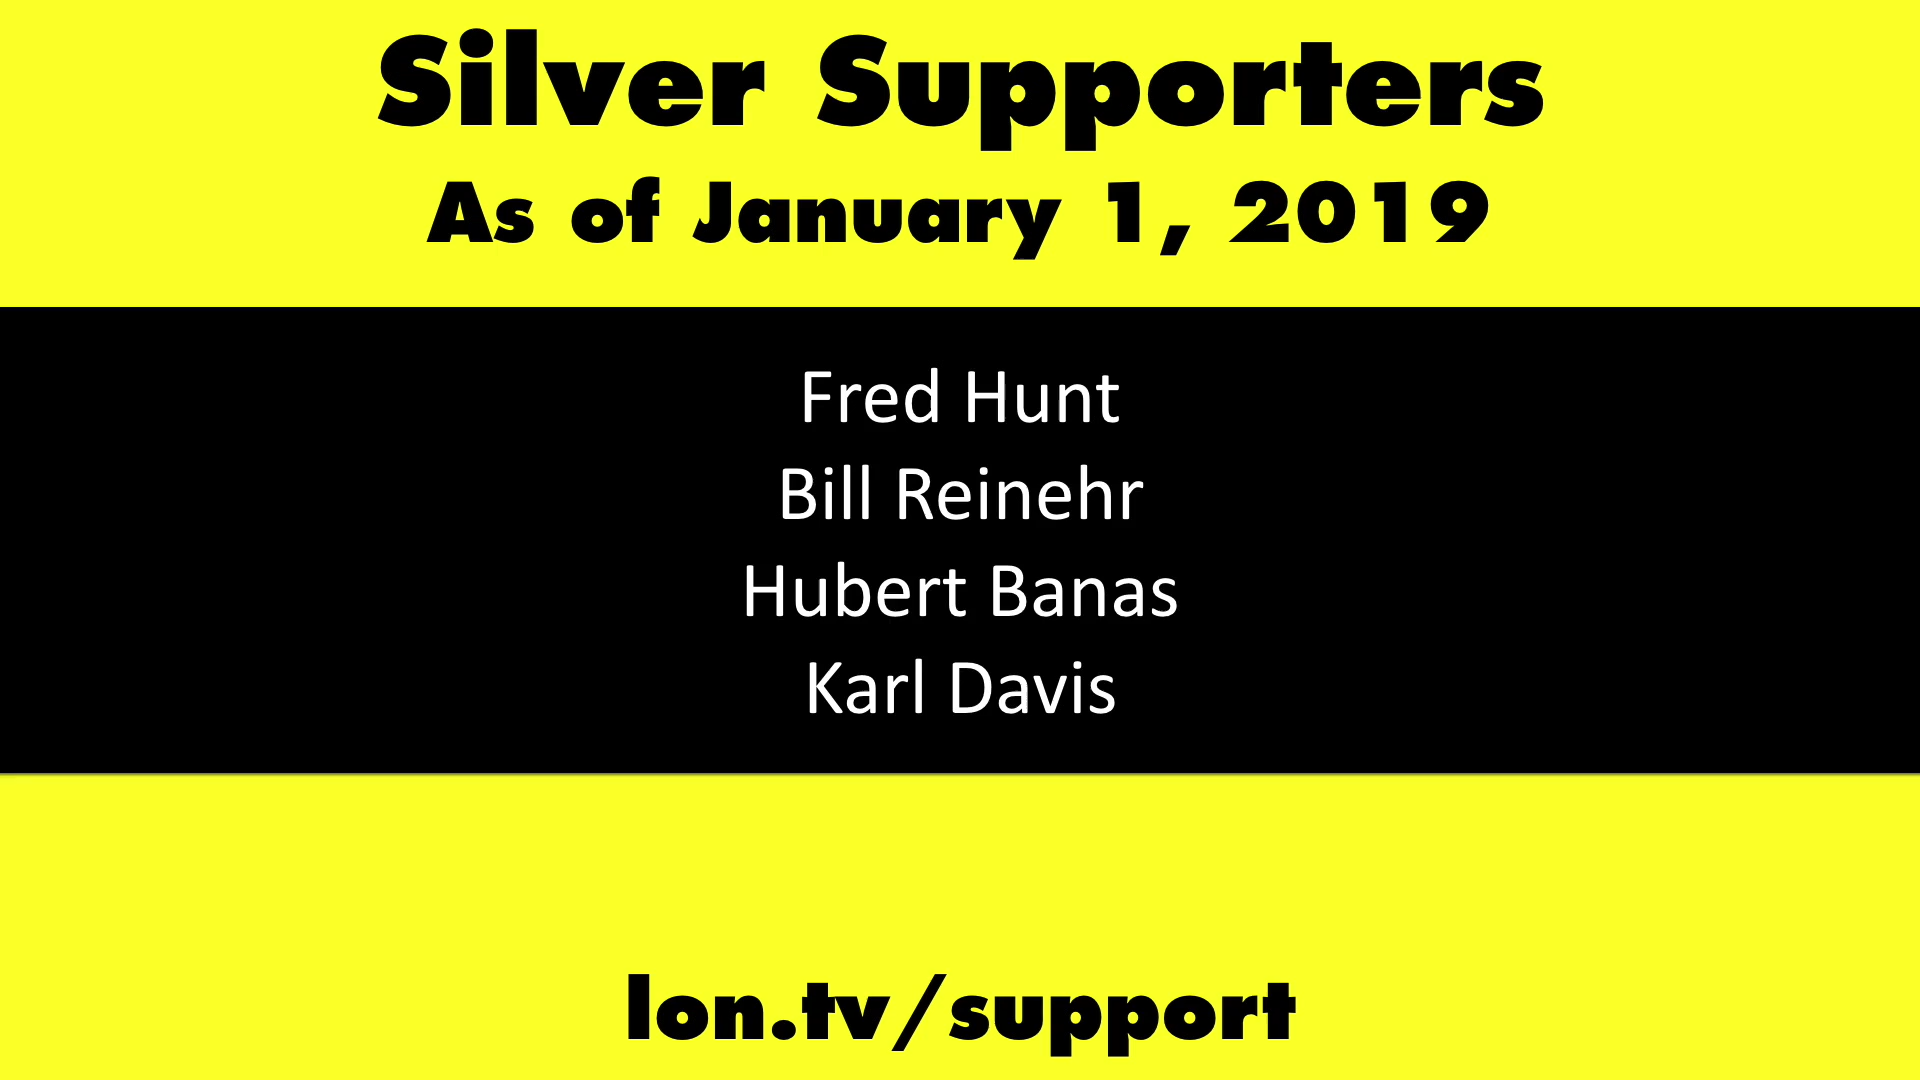 Silver Supporters
As of January 1, 2019
Fred Hunt
Bill Reinehr
Hubert Banas
Karl Davis
lon.tv/support